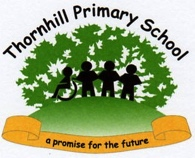 Thornhill Primary School
a promise for the future